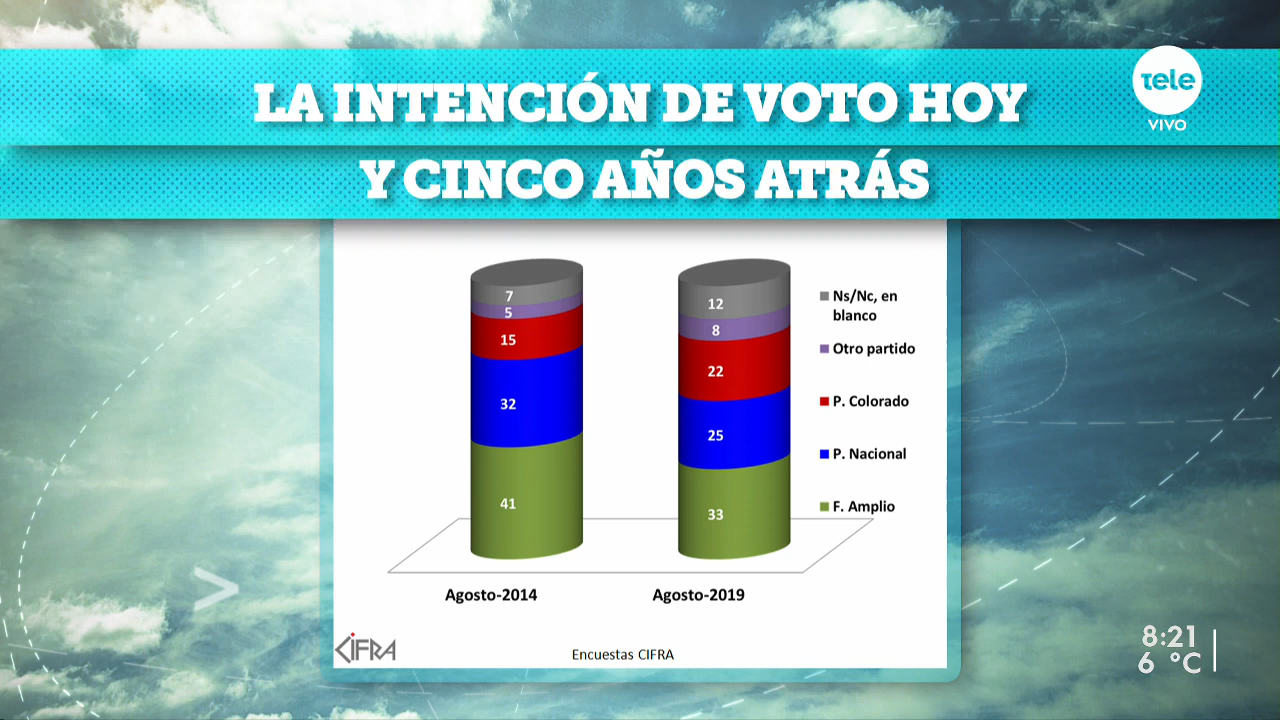 LA INTENCIÓN DE VOTO HOY
Y CINCO AÑOS ATRÁS
tele
VIVO
7
5
15
32
41
12
8
22
25
33
Ns/Nc, en
blanco
Otro partido
P. Colorado
P. Nacional
F. Amplio
Agosto-2014
Agosto-2019
CIFRA
Encuestas CIFRA
8:21
6 °C